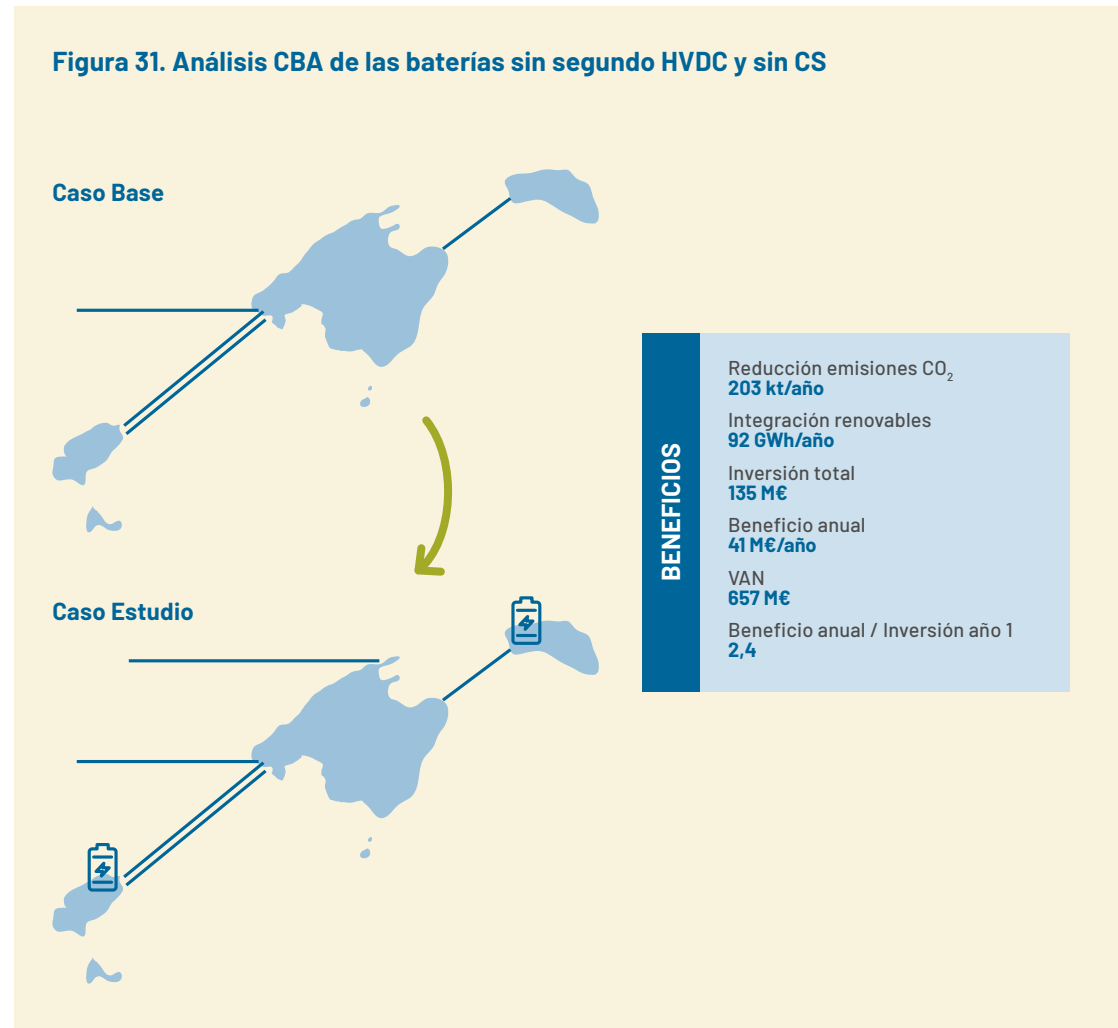 Figura 31. Análisis CBA de las baterías sin segundo HVDC y sin CS
Caso Base
Caso Estudio
BENEFICIOS
Reducción emisiones CO₂
203 kt/año
Integración renovables
92 GWh/año
Inversión total
135 M€
Beneficio anual
41 M€/año
VAN
657 M€
Beneficio anual / Inversión año 1
2,4